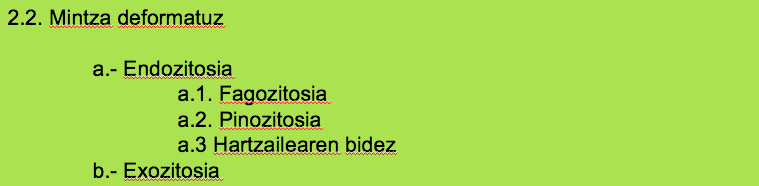 2.2. Mintza deformatuz
a.- Endozitosia
a.1. Fagozitosia
a.2. Pinozitosia
a.3 Hartzailearen bidez
b.- Exozitosia